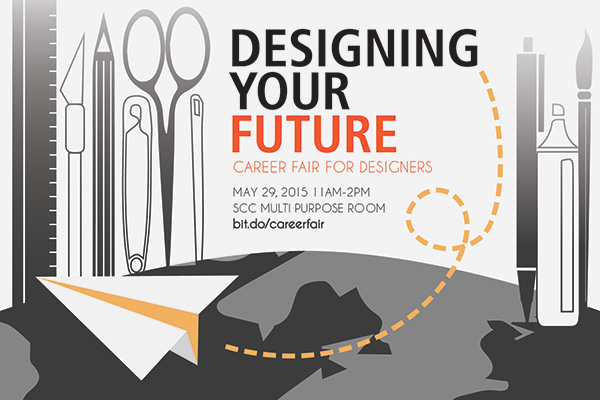 DESIGNING
YOUR
FUTURE
CAREER FAIR FOR DESIGNERS
MAY 29, 2015 11AM-2PM
SCC MULTI PURPOSE ROOM
bit.do/careerfair